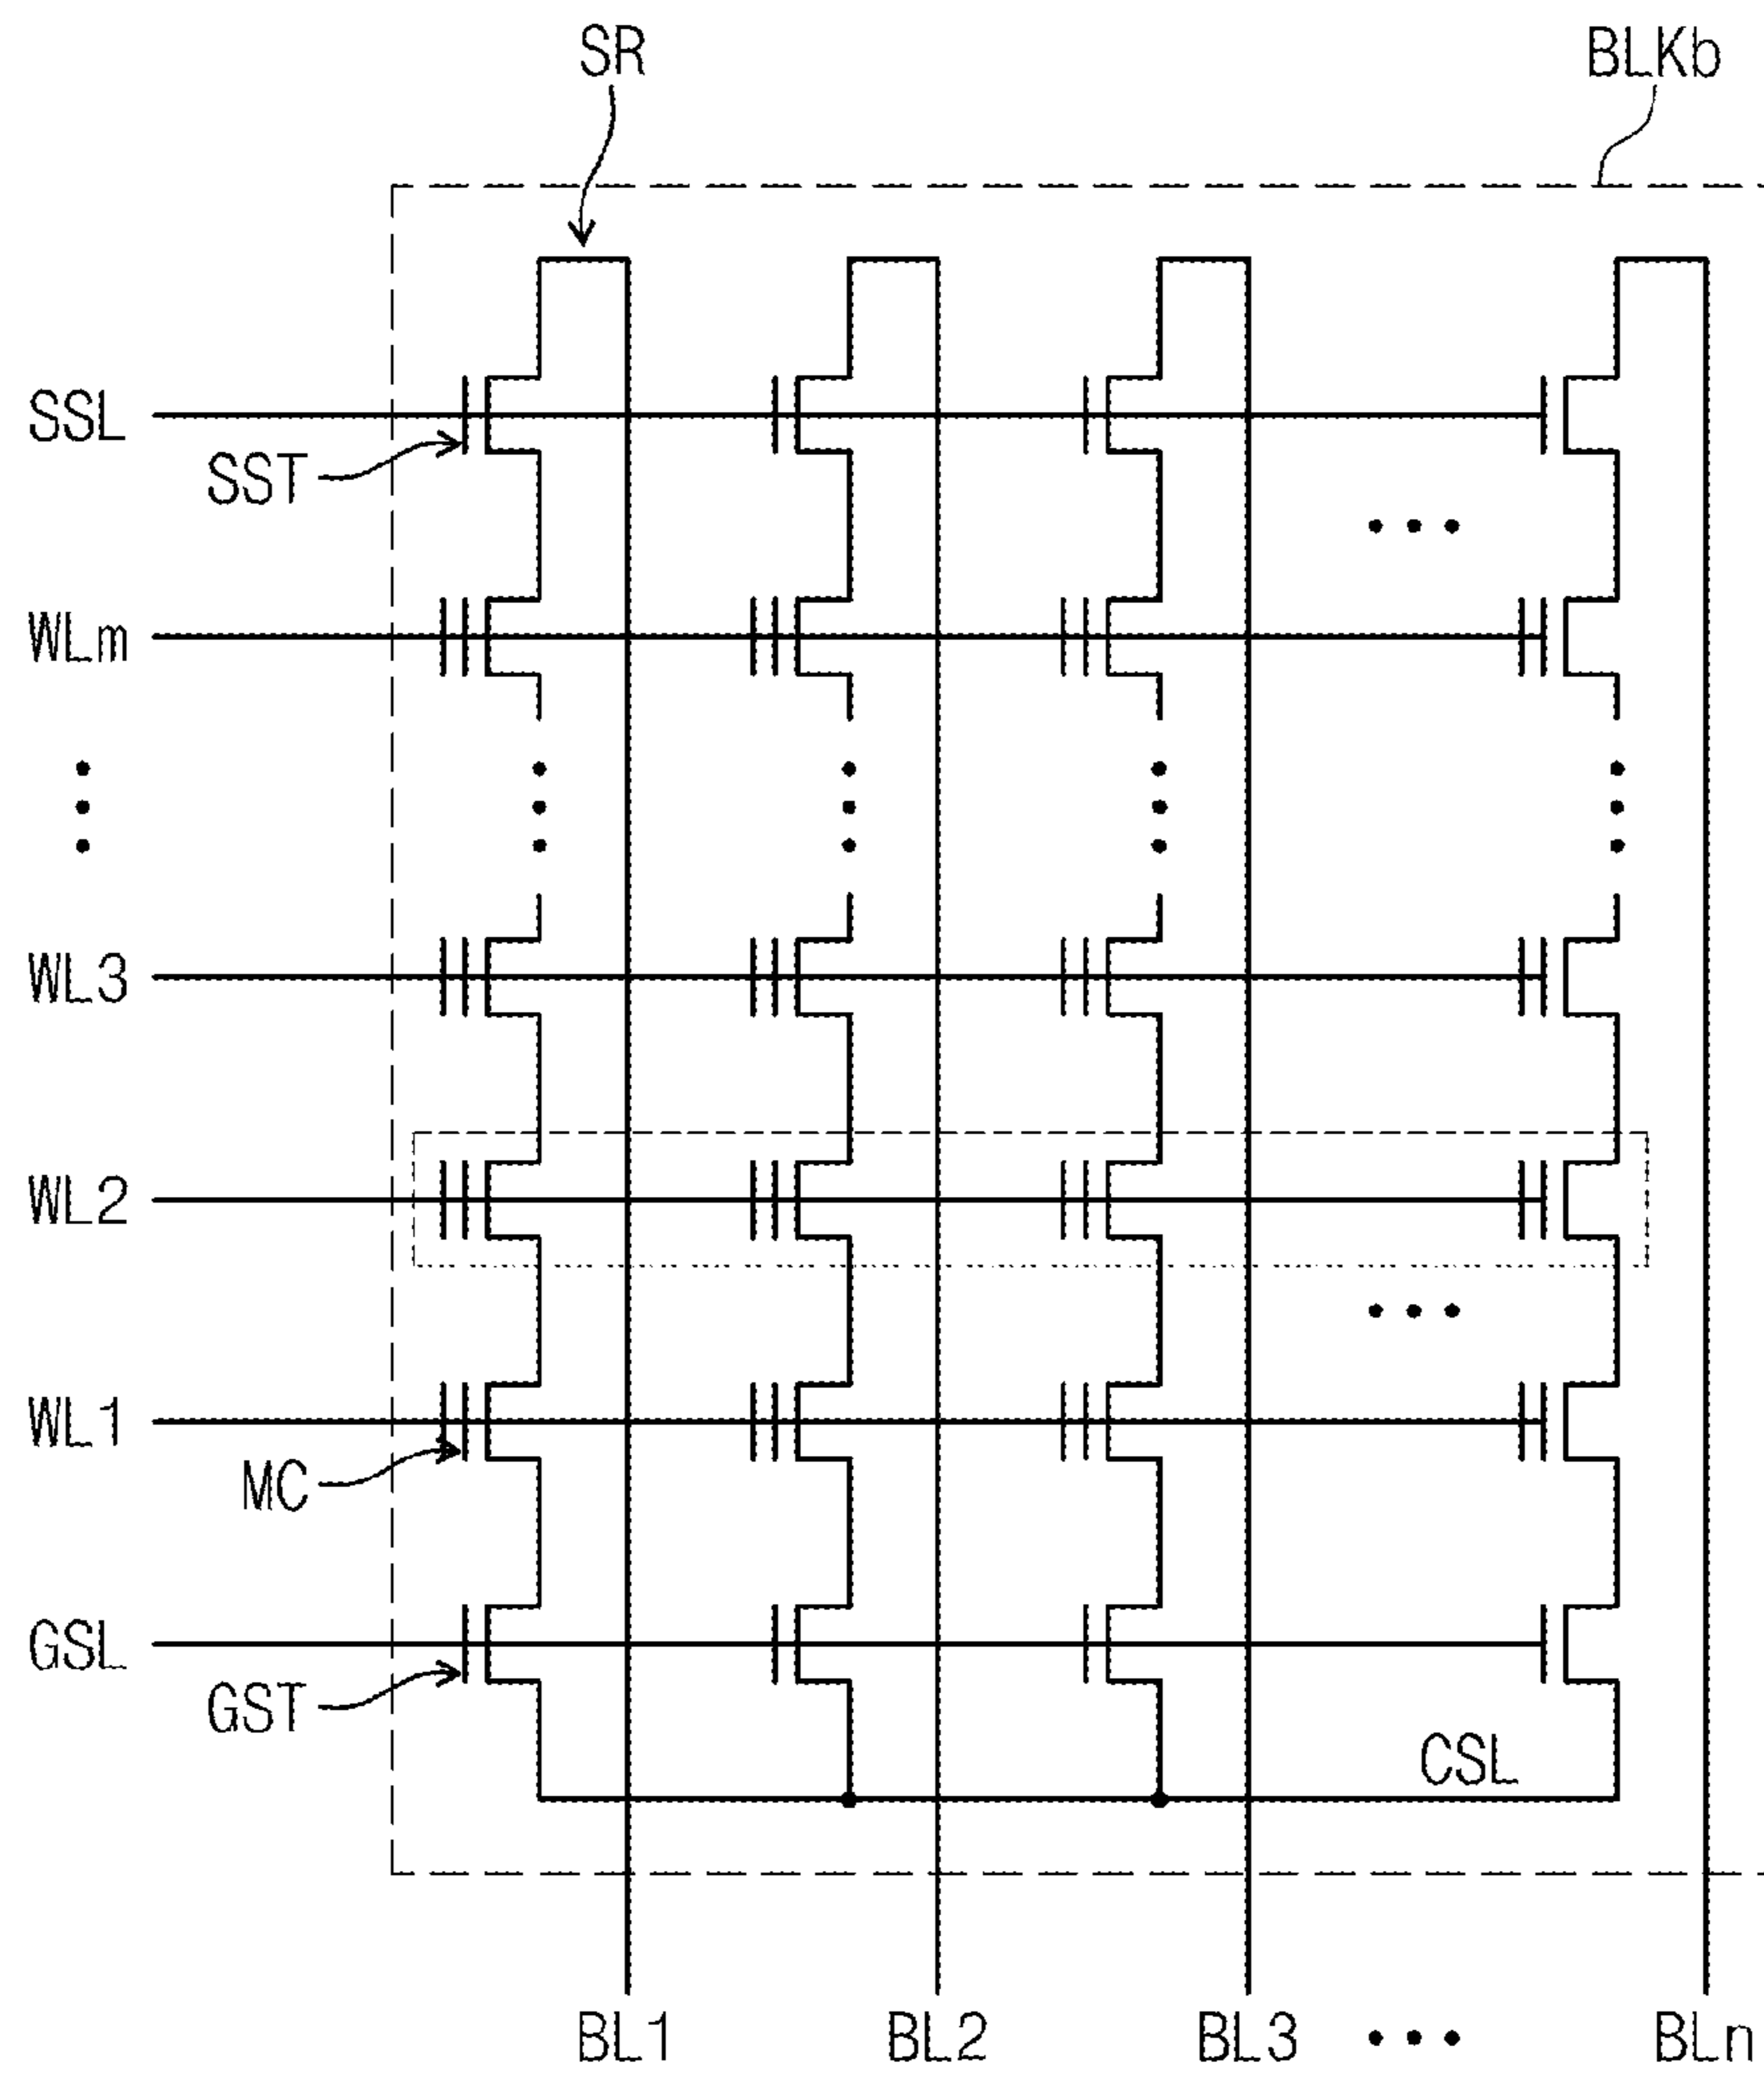 SR
BLKb
SSL
SST
WLm
WL3
WL2
WL1
MC
GSL
GST
CSL
BL1 BL2 BL3 ... BLn